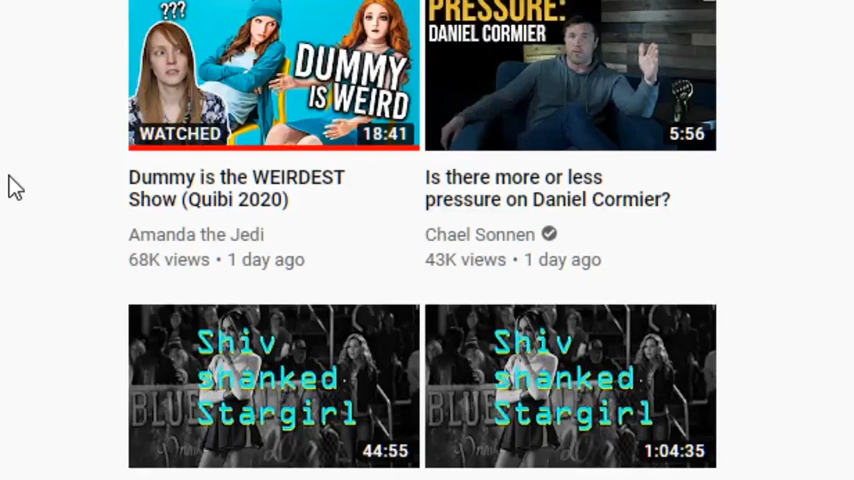 ???
DUMMY
IS WEIRD
WATCHED
18:41
PRESSURE:
DANIEL CORMIER
5:56
Dummy is the WEIRDEST
Show (Quibi 2020)
Amanda the Jedi
68K views • 1 day ago
Is there more or less
pressure on Daniel Cormier?
Chael Sonnen
43K views • 1 day ago
Shiv
shanked
Stargirl
BLUE
44:55
Shiv
shanked
Stargirl
BLUE
1:04:35